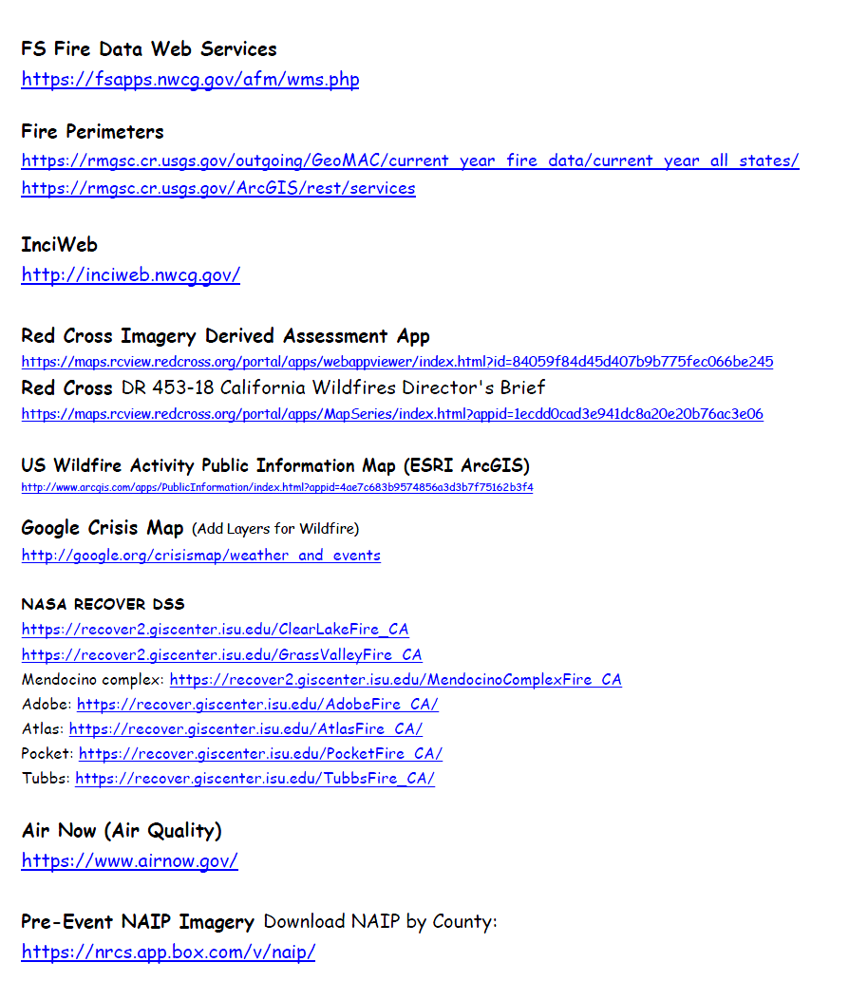 FS Fire Data Web Services
https://fsapps.nwcg.gov/afm/wms.php
Fire Perimeters
https://rmgsc.cr.usgs.gov/outgoing/GeoMAC/current_year_fire_data/current_year_all_states/
https://rmgsc.cr.usgs.gov/ArcGIS/rest/services
InciWeb
http://inciweb.nwcg.gov/
Red Cross Imagery Derived Assessment App
https://maps.rcview.redcross.org/portal/apps/webappviewer/index.html?id=84059f84d45d407b9b775fec066be245
Red Cross DR 453-18 California Wildfires Director's Brief
https://maps.rcview.redcross.org/portal/apps/MapSeries/index.html?appid=1ecdd0cad3e941dc8a20e20b76ac3e06
US Wildfire Activity Public Information Map (ESRI ArcGIS)
http://www.arcgis.com/apps/PublicInformation/index.html?appid=4ae7c683b9574856a3d3b7f75162b3f4
Google Crisis Map (Add Layers for Wildfire)
http://google.org/crisismap/weather_and_events
NASA RECOVER DSS
https://recover2.giscenter.isu.edu/ClearLakeFire_CA
https://recover2.giscenter.isu.edu/GrassValleyFire_CA
Mendocino complex: https://recover2.giscenter.isu.edu/MendocinoComplexFire_CA
Adobe: https://recover.giscenter.isu.edu/AdobeFire_CA/
Atlas: https://recover.giscenter.isu.edu/AtlasFire_CA/
Pocket: https://recover.giscenter.isu.edu/PocketFire_CA/
Tubbs: https://recover.giscenter.isu.edu/TubbsFire_CA/
Air Now (Air Quality)
https://www.airnow.gov/
Pre-Event NAIP Imagery Download NAIP by County:
https://nrcs.app.box.com/v/naip/